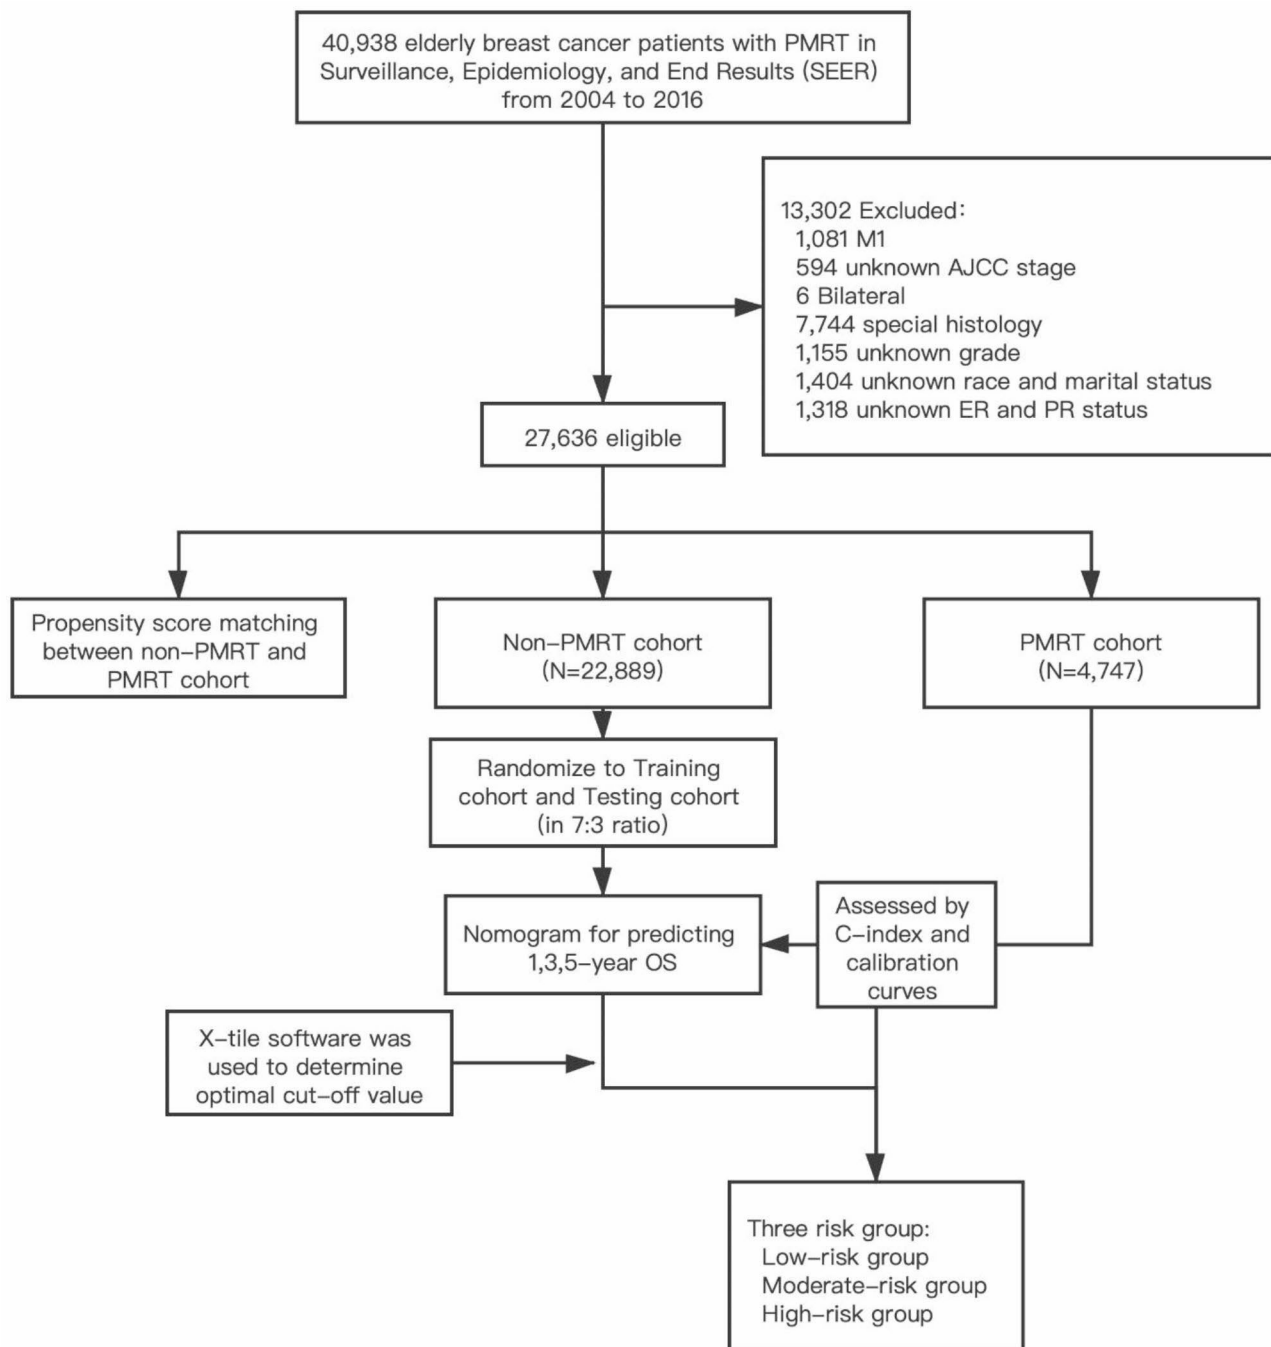 40,938 elderly breast cancer patients with PMRT in
Surveillance, Epidemiology, and End Results (SEER)
from 2004 to 2016
13,302 Excluded:
1,081 M1
594 unknown AJCC stage
6 Bilateral
7,744 special histology
1,155 unknown grade
1,404 unknown race and marital status
1,318 unknown ER and PR status
27,636 eligible
Propensity score matching
between non-PMRT and
PMRT cohort
Non-PMRT cohort
(N=22,889)
PMRT cohort
(N=4,747)
Randomize to Training
cohort and Testing cohort
(in 7:3 ratio)
Nomogram for predicting
1,3,5-year OS
Assessed by
C-index and
calibration
curves
X-tile software was
used to determine
optimal cut-off value
Three risk group:
Low-risk group
Moderate-risk group
High-risk group